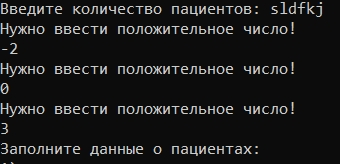 Введите количество пациентов: sldfkj
Нужно ввести положительное число!
-2
Нужно ввести положительное число!
0
Нужно ввести положительное число!
3
Заполните данные о пациентах: